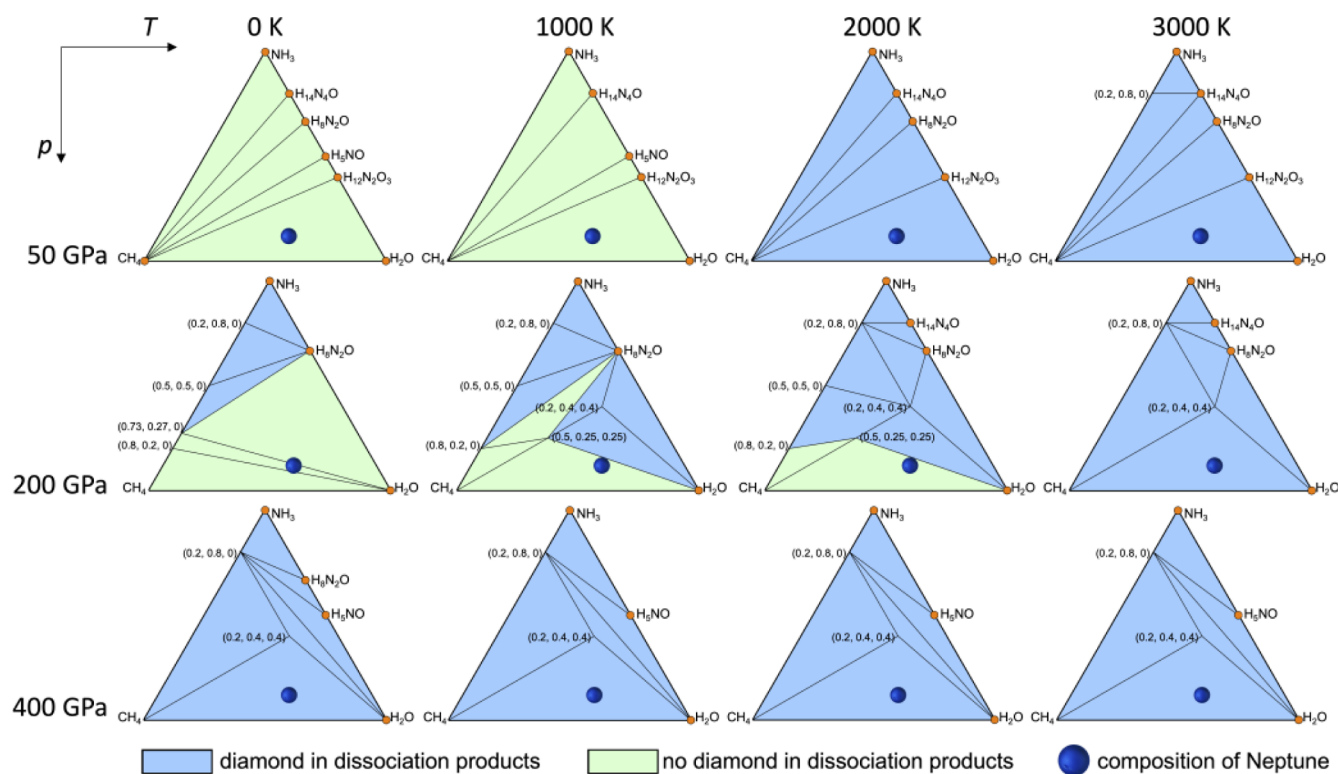 T 0 K 1000 K 2000 K 3000 K
NH₃ NH₃ NH₃ NH₃
H₁₄N₄O H₁₄N₄O H₁₄N₄O (0.2, 0.8, 0) H₁₄N₄O
H₈N₂O H₈N₂O H₈N₂O
p H₅NO H₅NO
H₁₂N₂O₃ H₁₂N₂O₃ H₁₂N₂O₃ H₁₂N₂O₃
50 GPa CH₄ H₂O CH₄ H₂O CH₄ H₂O CH₄ H₂O
NH₃ NH₃ NH₃ NH₃
(0.2, 0.8, 0) (0.2, 0.8, 0) (0.2, 0.8, 0) H₁₄N₄O (0.2, 0.8, 0) H₁₄N₄O
H₈N₂O H₈N₂O H₈N₂O H₈N₂O
(0.5, 0.5, 0) (0.5, 0.5, 0) (0.5, 0.5, 0)
(0.2, 0.4, 0.4) (0.2, 0.4, 0.4) (0.2, 0.4, 0.4)
(0.73, 0.27, 0)
(0.5, 0.25, 0.25) (0.5, 0.25, 0.25)
(0.8, 0.2, 0) (0.8, 0.2, 0) (0.8, 0.2, 0)
200 GPa CH₄ H₂O CH₄ H₂O CH₄ H₂O CH₄ H₂O
NH₃ NH₃ NH₃ NH₃
(0.2, 0.8, 0) (0.2, 0.8, 0) (0.2, 0.8, 0) (0.2, 0.8, 0)
H₈N₂O
H₅NO H₅NO H₅NO H₅NO
(0.2, 0.4, 0.4) (0.2, 0.4, 0.4) (0.2, 0.4, 0.4) (0.2, 0.4, 0.4)
400 GPa CH₄ H₂O CH₄ H₂O CH₄ H₂O CH₄ H₂O
diamond in dissociation products no diamond in dissociation products composition of Neptune